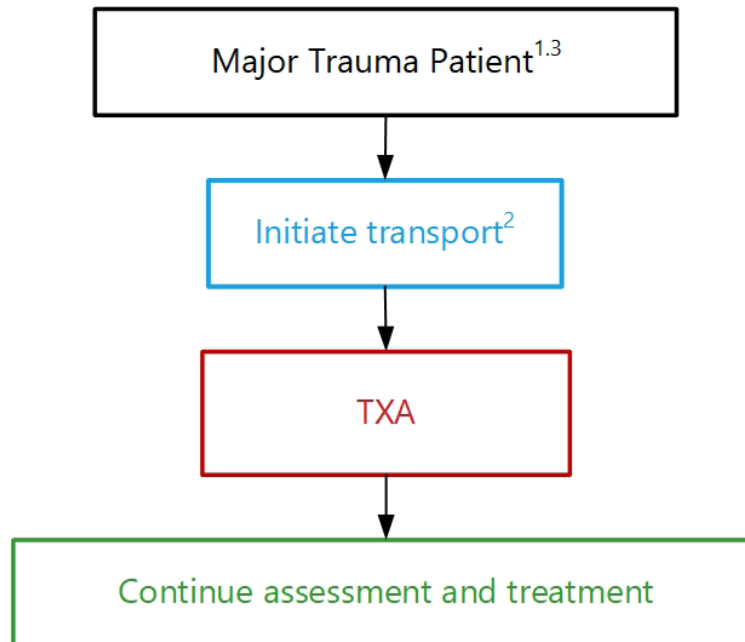 Major Trauma Patient1.3
Initiate transport2
TXA
Continue assessment and treatment